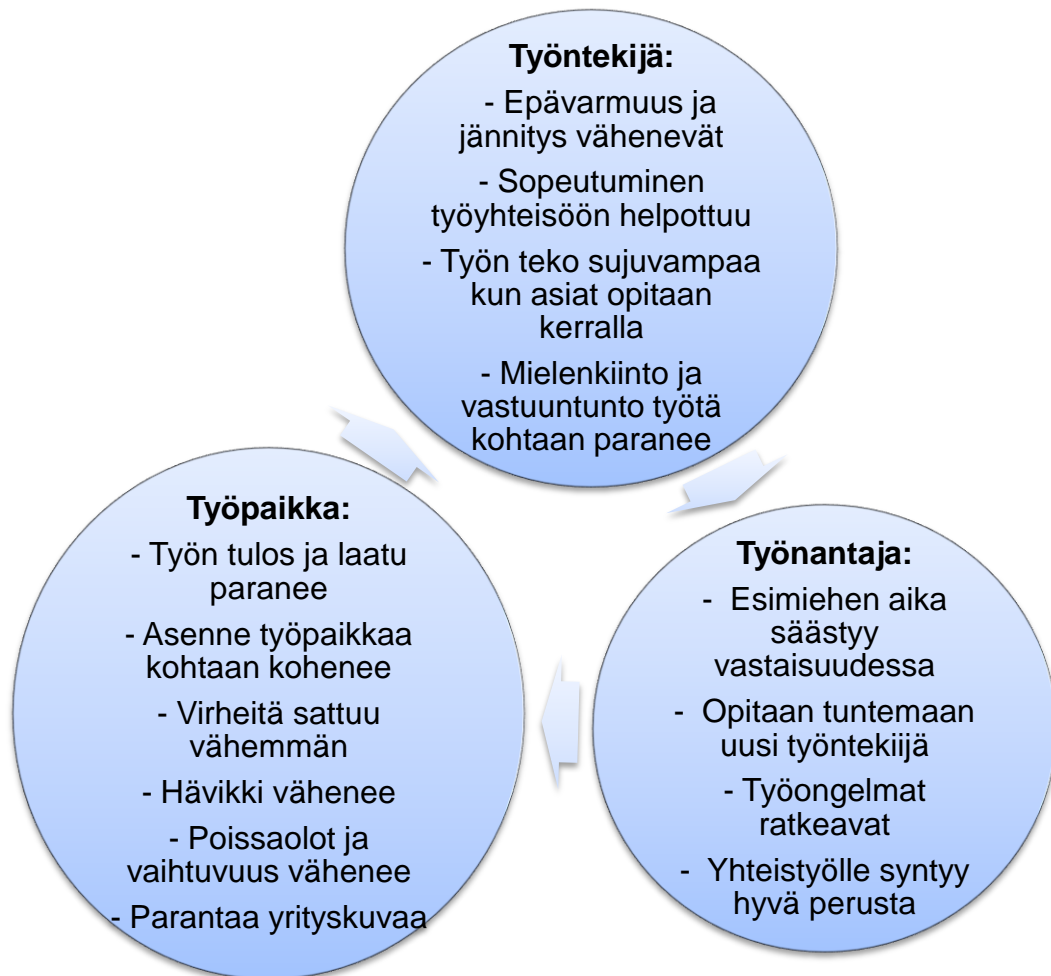 Työntekijä:
- Epävarmuus ja
jännitys vähenevät
- Sopeutuminen
työyhteisöön helpottuu
- Työn teko sujuvampaa
kun asiat opitaan
kerralla
- Mielenkiinto ja
vastuuntunto työtä
kohtaan paranee
Työpaikka:
- Työn tulos ja laatu
paranee
- Asenne työpaikkaa
kohtaan kohenee
- Virheitä sattuu
vähemmän
- Hävikki vähenee
- Poissaolot ja
vaihtuvuus vähenee
- Parantaa yrityskuvaa
Työnantaja:
- Esimiehen aika
säästyy
vastaisuudessa
- Opitaan tuntemaan
uusi työntekiijä
- Työongelmat
ratkeavat
- Yhteistyölle syntyy
hyvä perusta